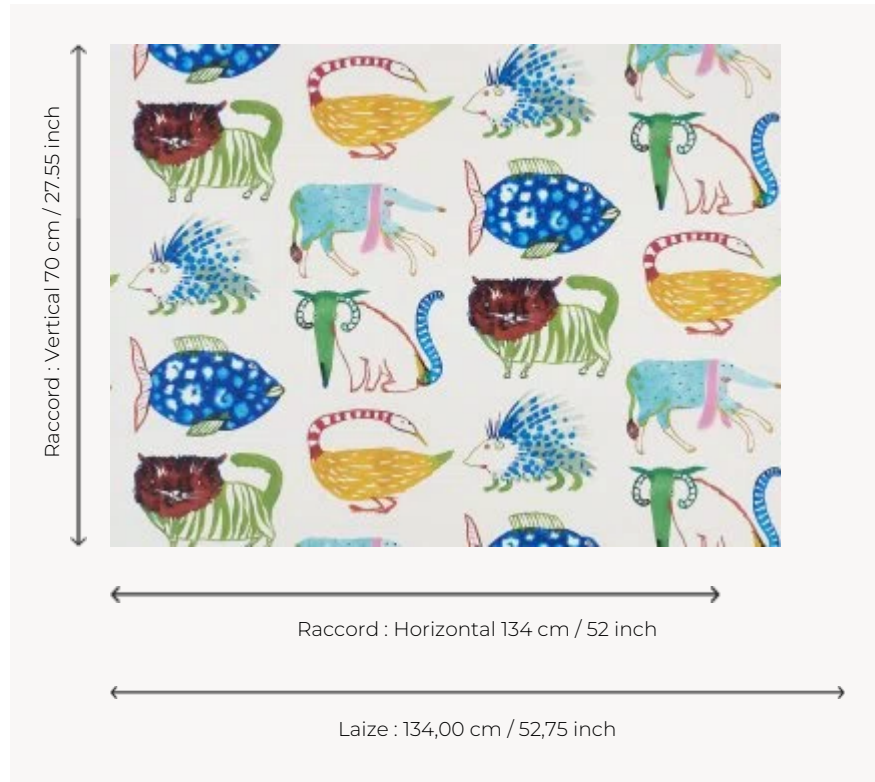 Raccord : Vertical 70 cm / 27.55 inch
Raccord : Horizontal 134 cm / 52 inch
Laize : 134,00 cm / 52,75 inch